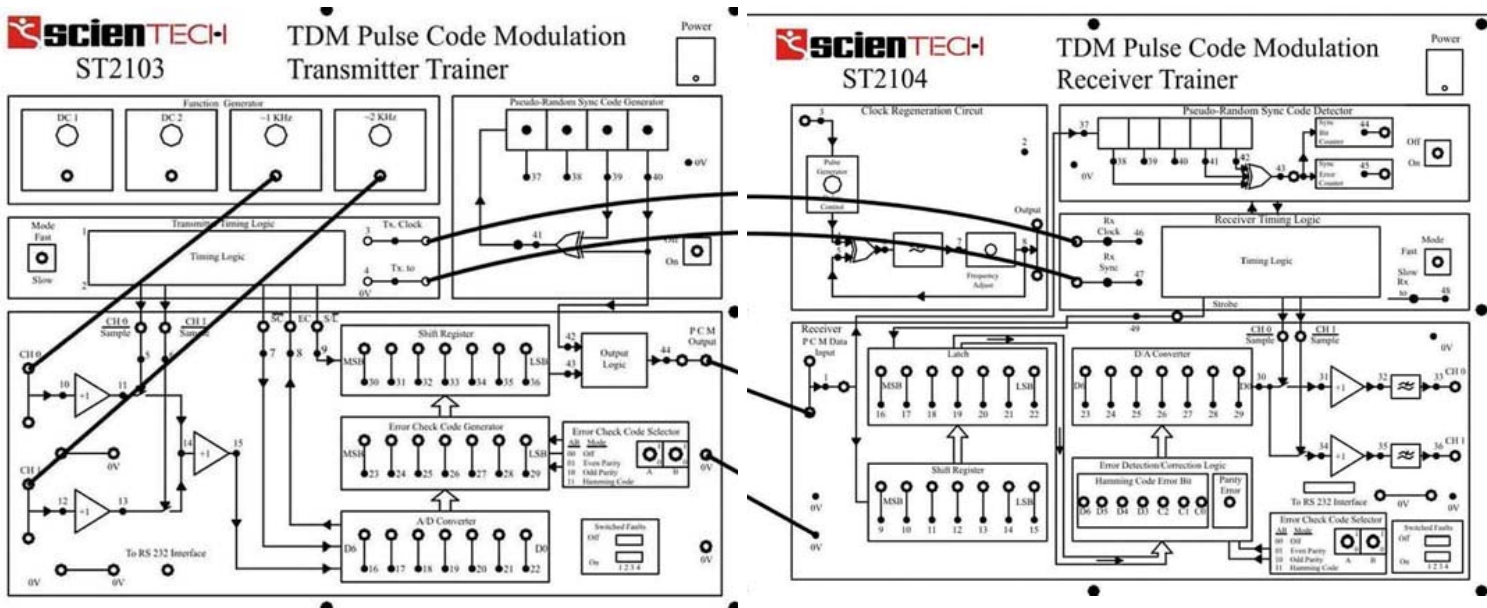 scienTECH
ST2103
TDM Pulse Code Modulation
Transmitter Trainer
Power
Function Generator
DC 1
DC 2
~1 KHz
~2 KHz
Pseudo-Random Sync Code Generator
0V
37
38
39
40
41
Off
On
Mode
Fast
Slow
Transmitter Timing Logic
1
2
Timing Logic
3
Tx. Clock
4
Tx. to
0V
CH 0
Sample
CH 1
Sample
SC
EC
S/L
5
6
7
8
9
CH 0
10
+1
11
CH 1
12
+1
13
14
+1
15
0V
0V
0V
To RS 232 Interface
Shift Register
MSB
LSB
30
31
32
33
34
35
36
Error Check Code Generator
MSB
LSB
23
24
25
26
27
28
29
A/D Converter
D6
D0
16
17
18
19
20
21
22
42
43
Output
Logic
44
P C M
Output
Error Check Code Selector
AB Mode
00 Off
01 Even Parity
10 Odd Parity
11 Hamming Code
A
B
0V
Switched Faults
Off
On
1 2 3 4
0V
scienTECH
ST2104
TDM Pulse Code Modulation
Receiver Trainer
Power
Clock Regeneration Circut
3
Pulse
Generator
Control
2
Output
4
5
7
8
Frequency
Adjust
Pseudo-Random Sync Code Detector
37
0V
38
39
40
41
42
43
Sync
Bit
Counter
44
Sync
Error
Counter
45
Off
On
Receiver Timing Logic
Rx
Clock
46
Rx
Sync
47
Timing Logic
Mode
Fast
Slow
Rx
to
48
Strobe
49
CH 0
Sample
CH 1
Sample
0V
Receiver
P C M Data
Input
1
0V
0V
Latch
MSB
LSB
16
17
18
19
20
21
22
Shift Register
MSB
LSB
9
10
11
12
13
14
15
D/A Converter
D6
D0
23
24
25
26
27
28
29
30
31
+1
32
33
CH 0
34
+1
35
36
CH 1
Error Detection/Correction Logic
Hamming Code Error Bit
D6
D5
D4
D3
C2
C1
C0
Parity
Error
To RS 232 Interface
0V
0V
Error Check Code Selector
AB Mode
00 Off
01 Even Parity
10 Odd Parity
11 Hamming Code
A
B
Switched Faults
Off
On
1 2 3 4